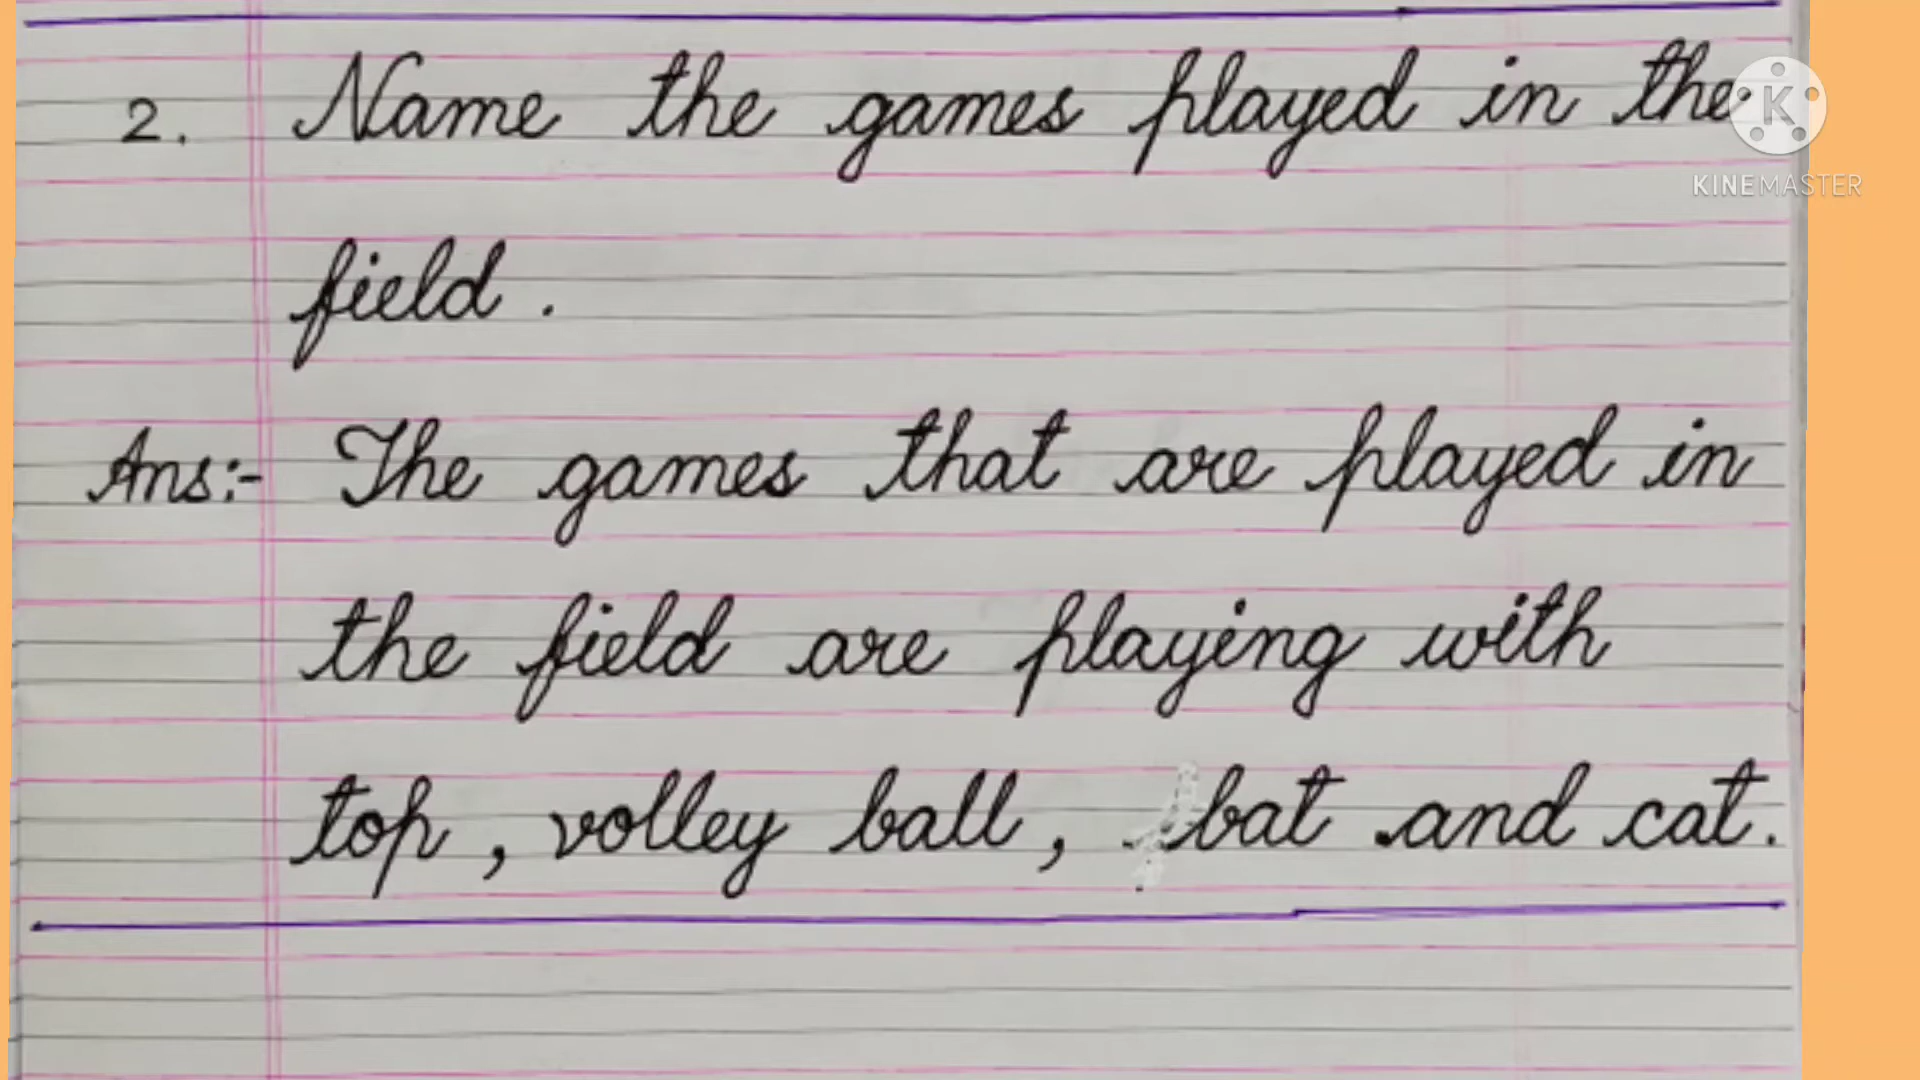 2. Name the games played in the
field.
Ans:- The games that are played in
the field are playing with
top, volley ball, bat and cat.
KINEMASTER